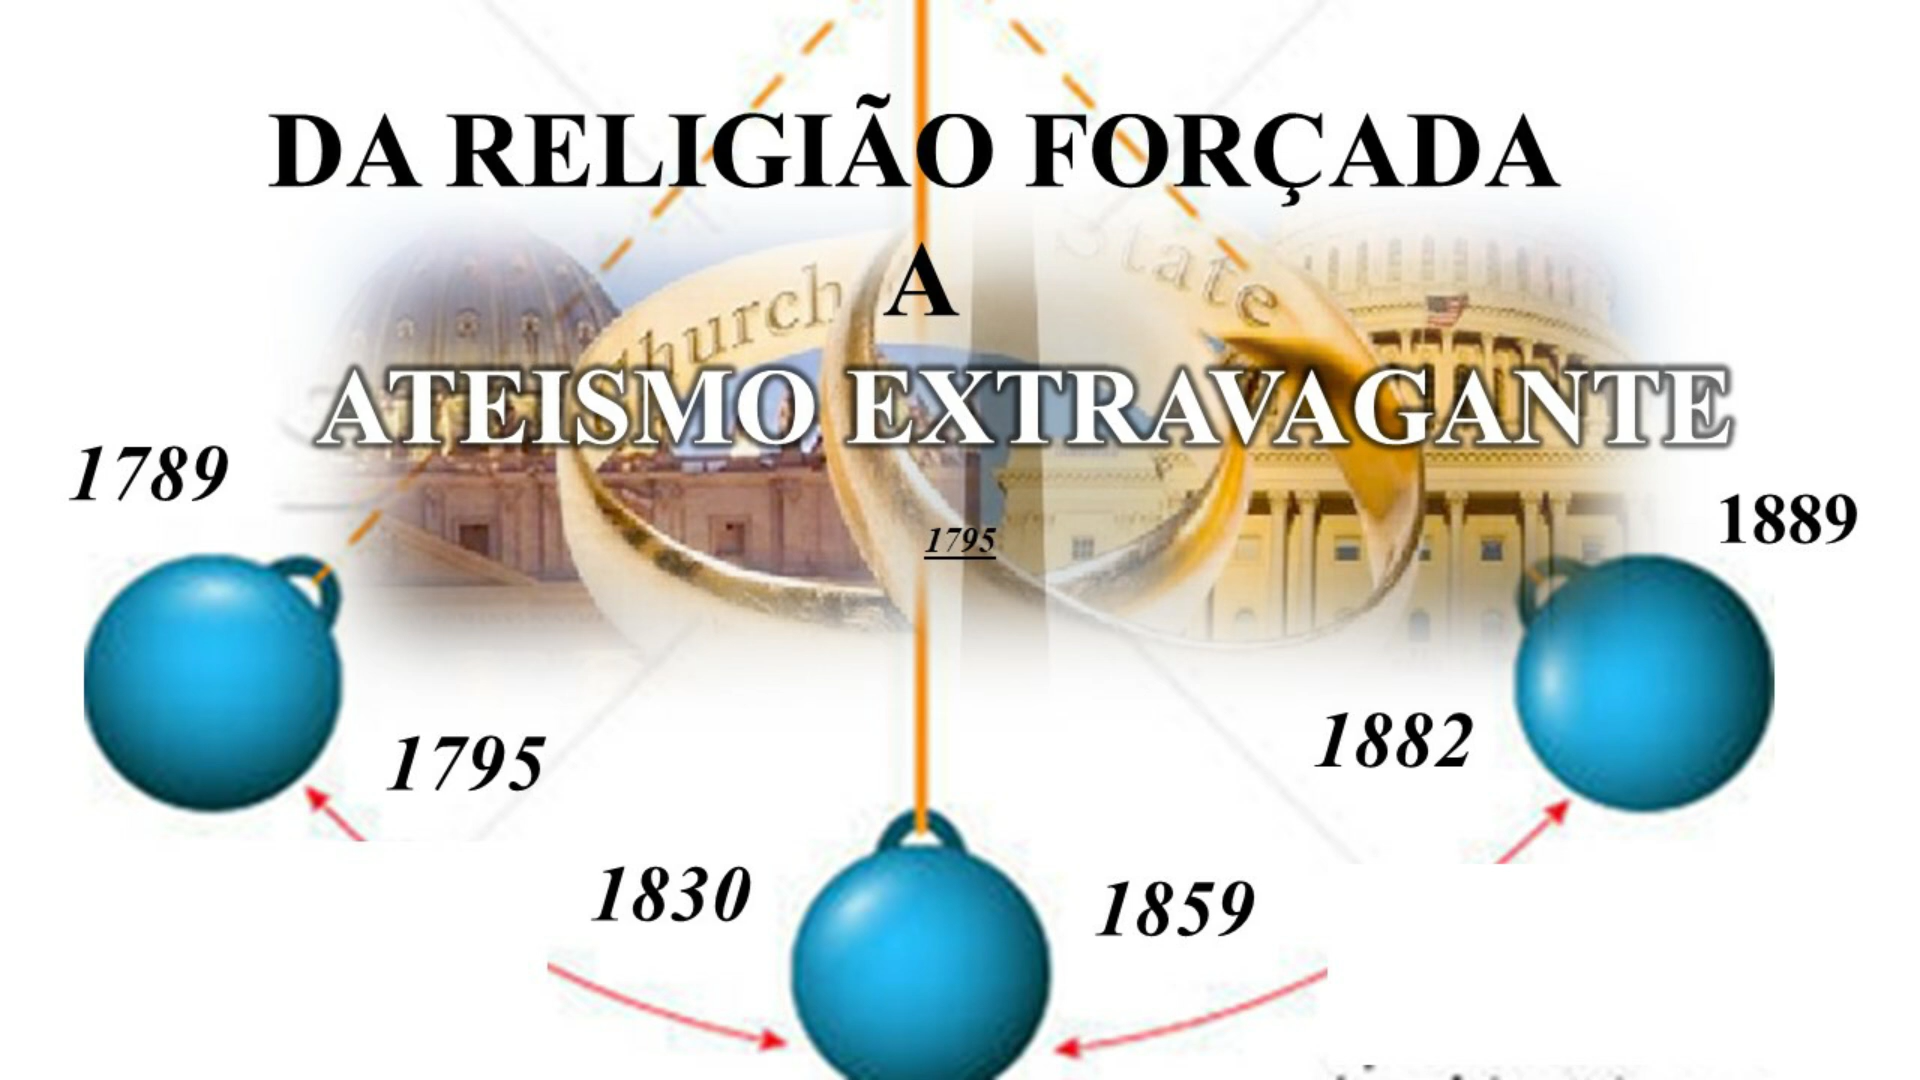 DA RELIGIÃO FORÇADA
A
Church
State
ATEISMO EXTRAVAGANTE
1789
1889
1795
1882
1795
1830
1859